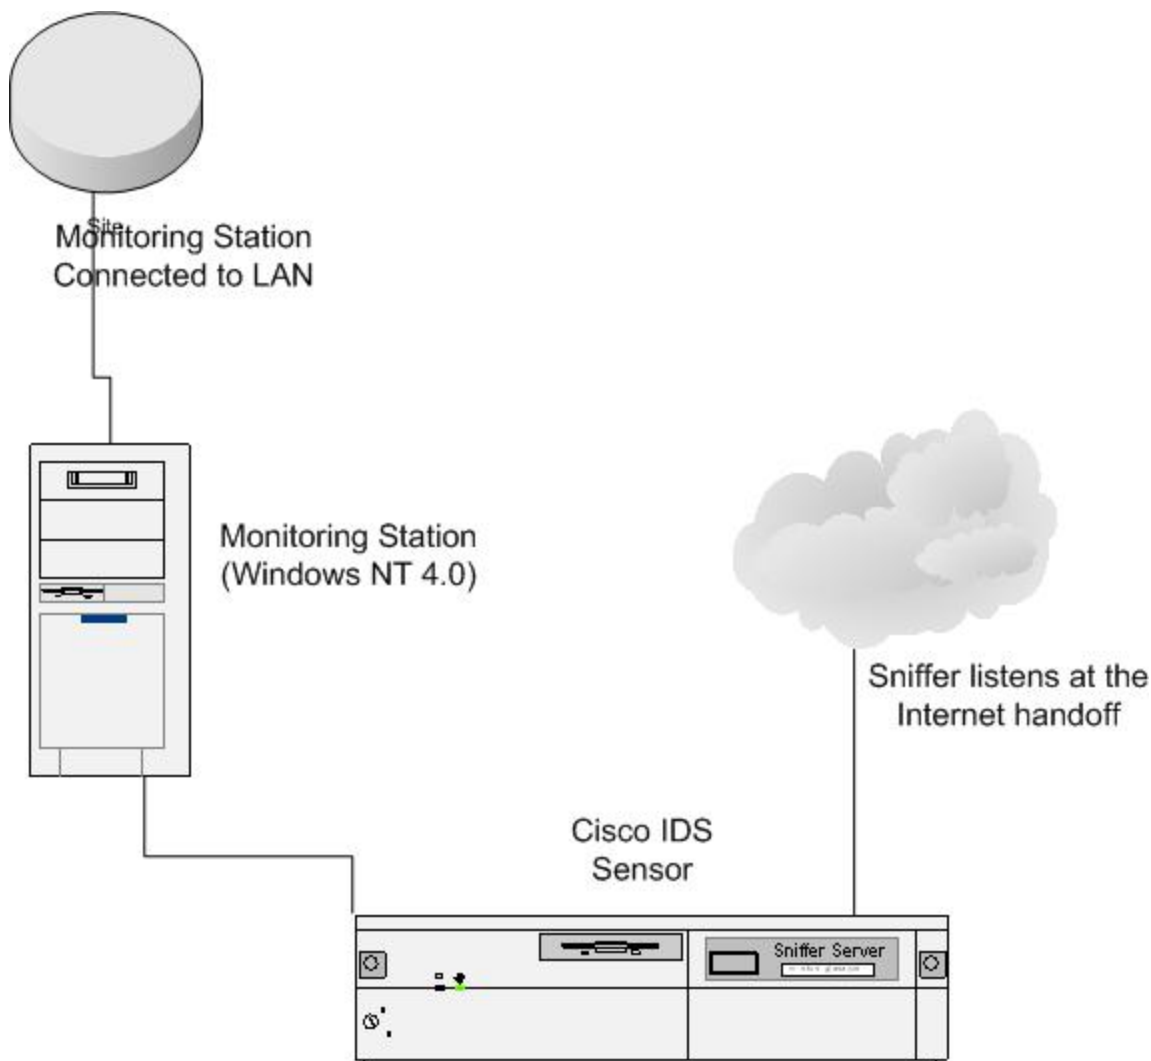 Site
Monitoring Station
Connected to LAN
Monitoring Station
(Windows NT 4.0)
Sniffer listens at the
Internet handoff
Cisco IDS
Sensor
Sniffer Server